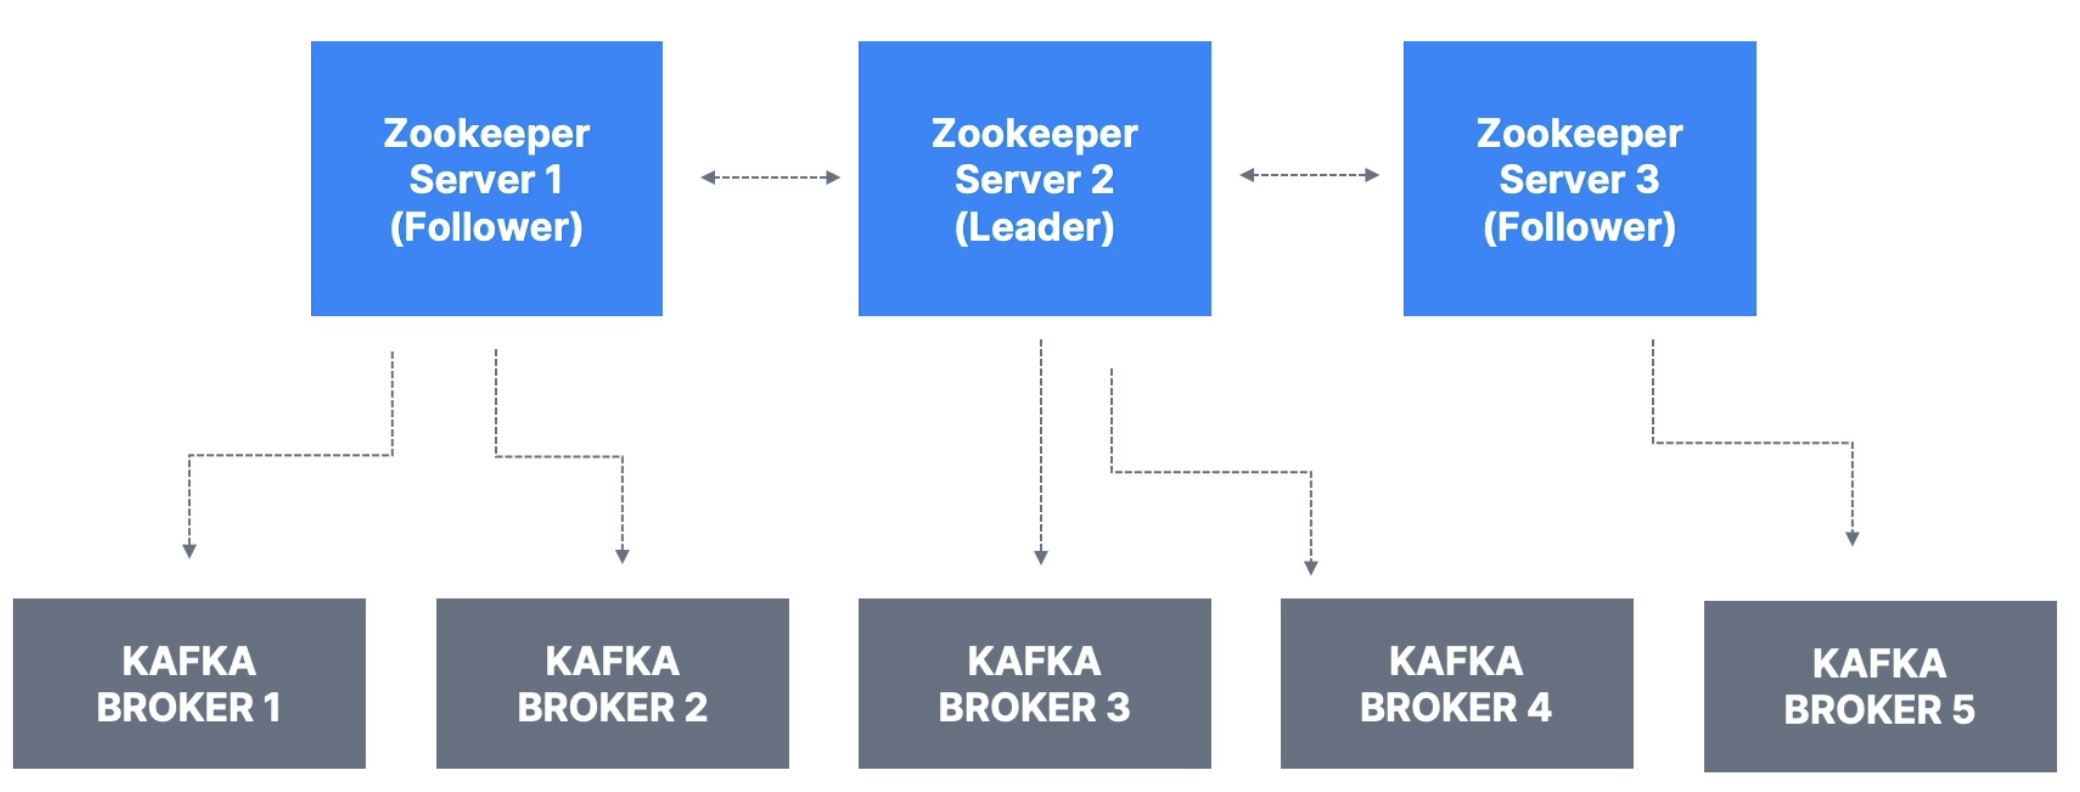 Zookeeper
Server 1
(Follower)
Zookeeper
Server 2
(Leader)
Zookeeper
Server 3
(Follower)
KAFKA
BROKER 1
KAFKA
BROKER 2
KAFKA
BROKER 3
KAFKA
BROKER 4
KAFKA
BROKER 5